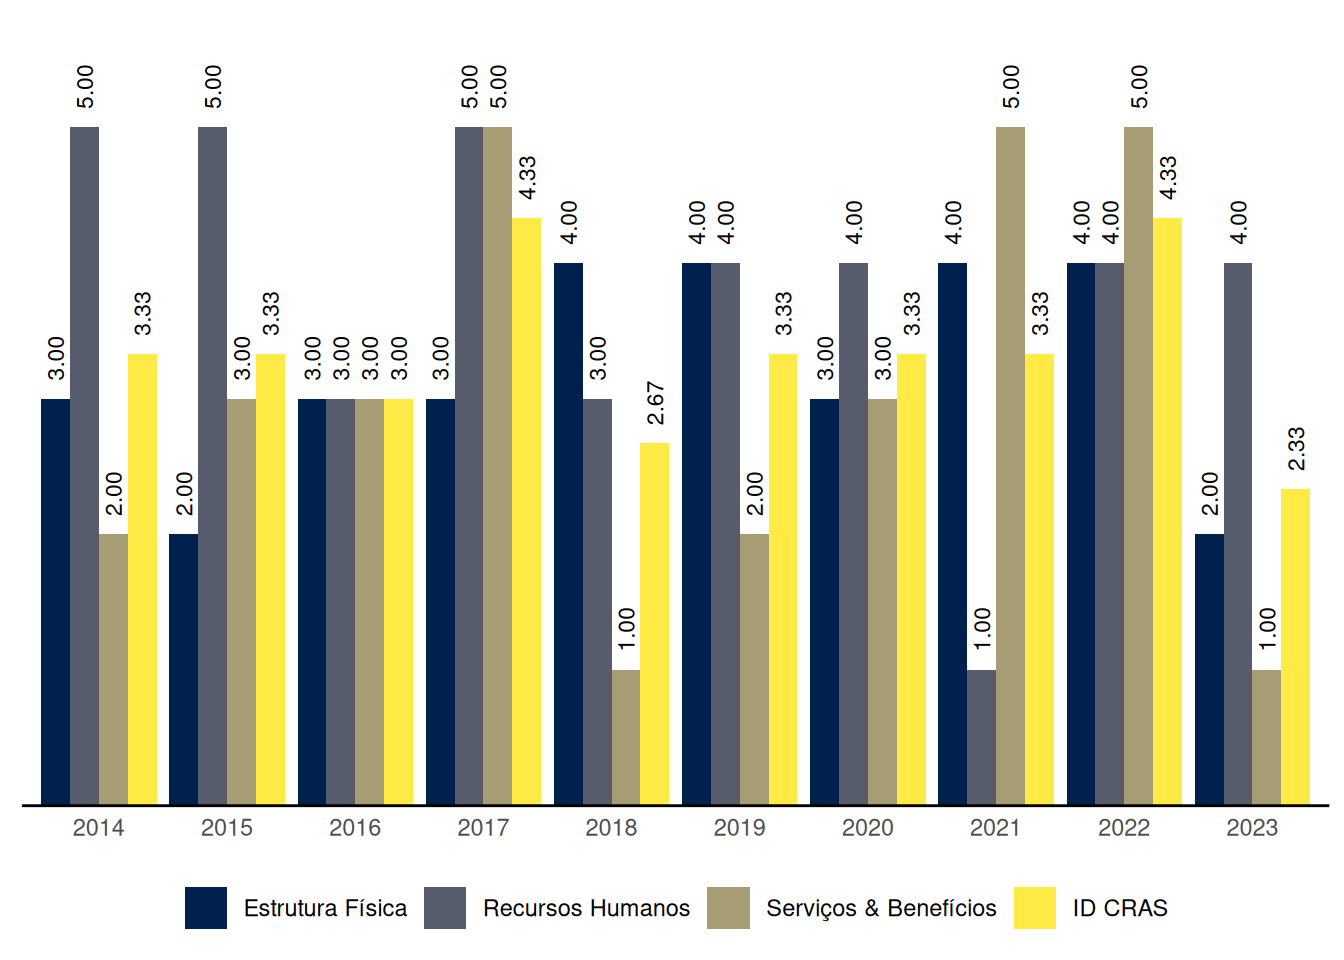 5.00 5.00 5.00 5.00 5.00 5.00
4.33 4.33
4.00 4.00 4.00 4.00 4.00 4.00 4.00 4.00
3.33 3.33 3.33 3.33 3.33
3.00 3.00 3.00 3.00 3.00 3.00 3.00 3.00 3.00 3.00
2.67
2.33
2.00 2.00 2.00 2.00
1.00 1.00 1.00
2014 2015 2016 2017 2018 2019 2020 2021 2022 2023
Estrutura Física Recursos Humanos Serviços & Benefícios ID CRAS